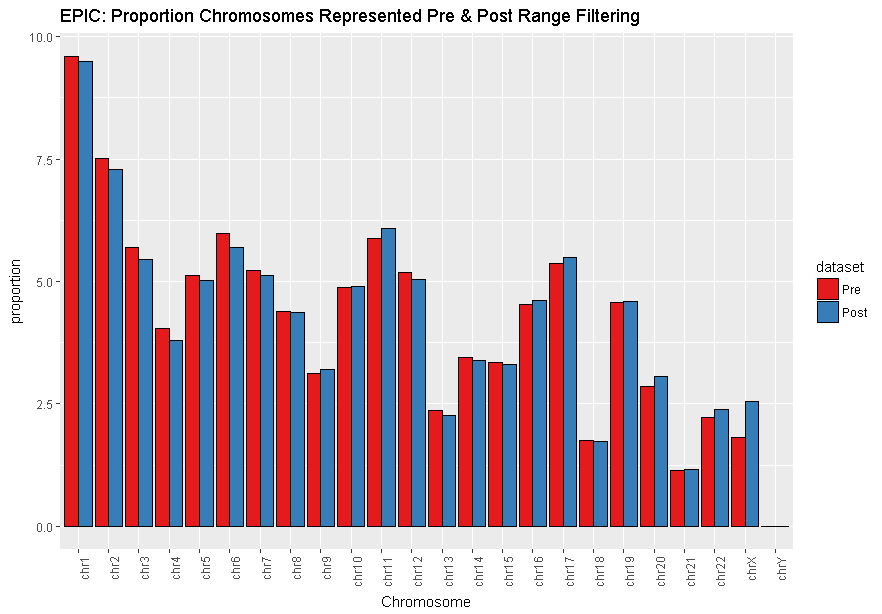 EPIC: Proportion Chromosomes Represented Pre & Post Range Filtering
10.0
7.5
5.0
2.5
0.0
proportion
chr1
chr2
chr3
chr4
chr5
chr6
chr7
chr8
chr9
chr10
chr11
chr12
chr13
chr14
chr15
chr16
chr17
chr18
chr19
chr20
chr21
chr22
chrX
chrY
Chromosome
dataset
Pre
Post